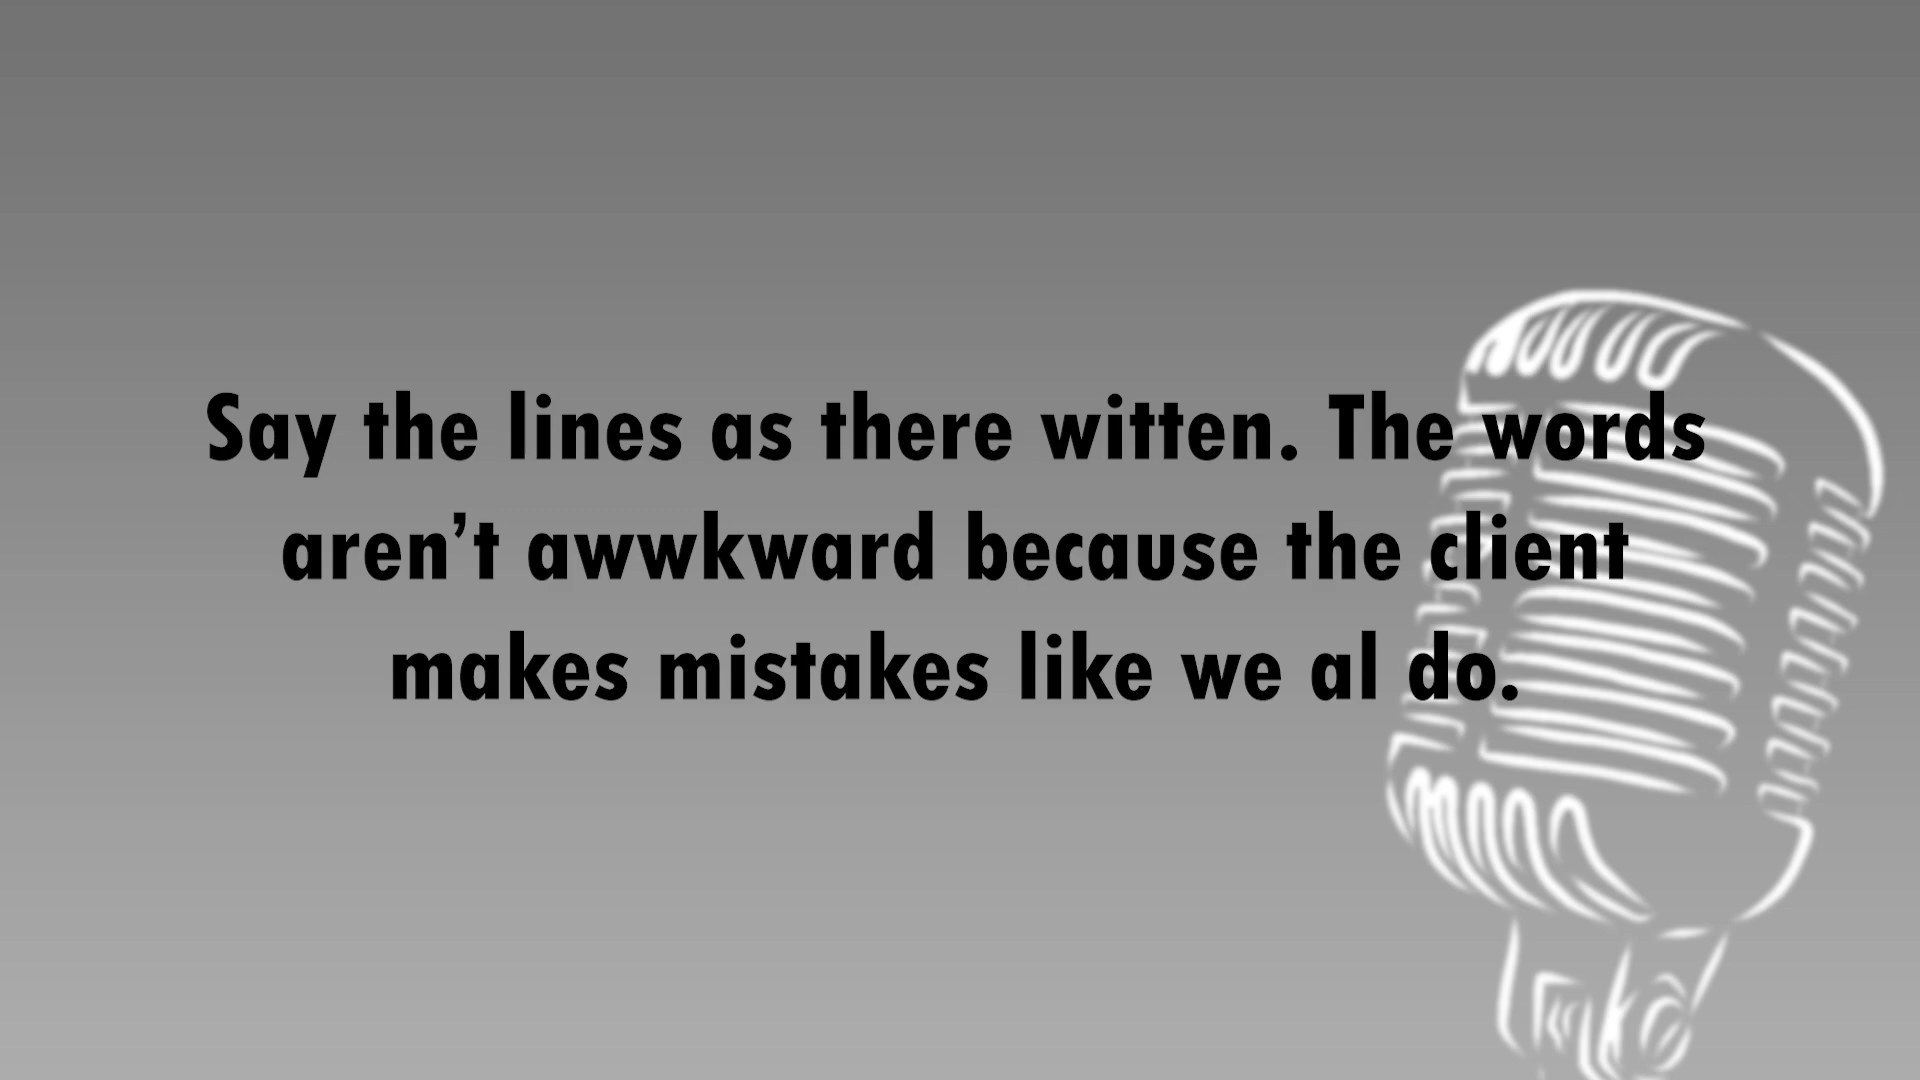 Say the lines as there witten. The words
aren’t awwkward because the client
makes mistakes like we al do.